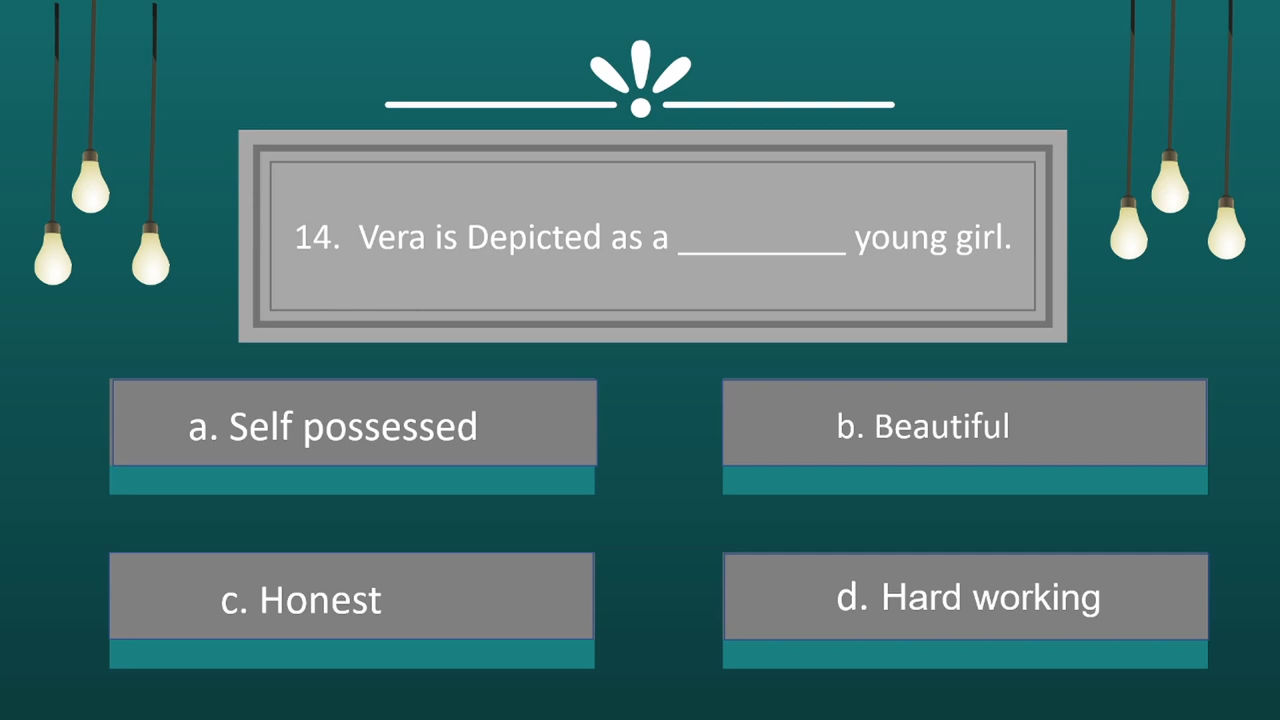 14. Vera is Depicted as a __________ young girl.
a. Self possessed
b. Beautiful
c. Honest
d. Hard working